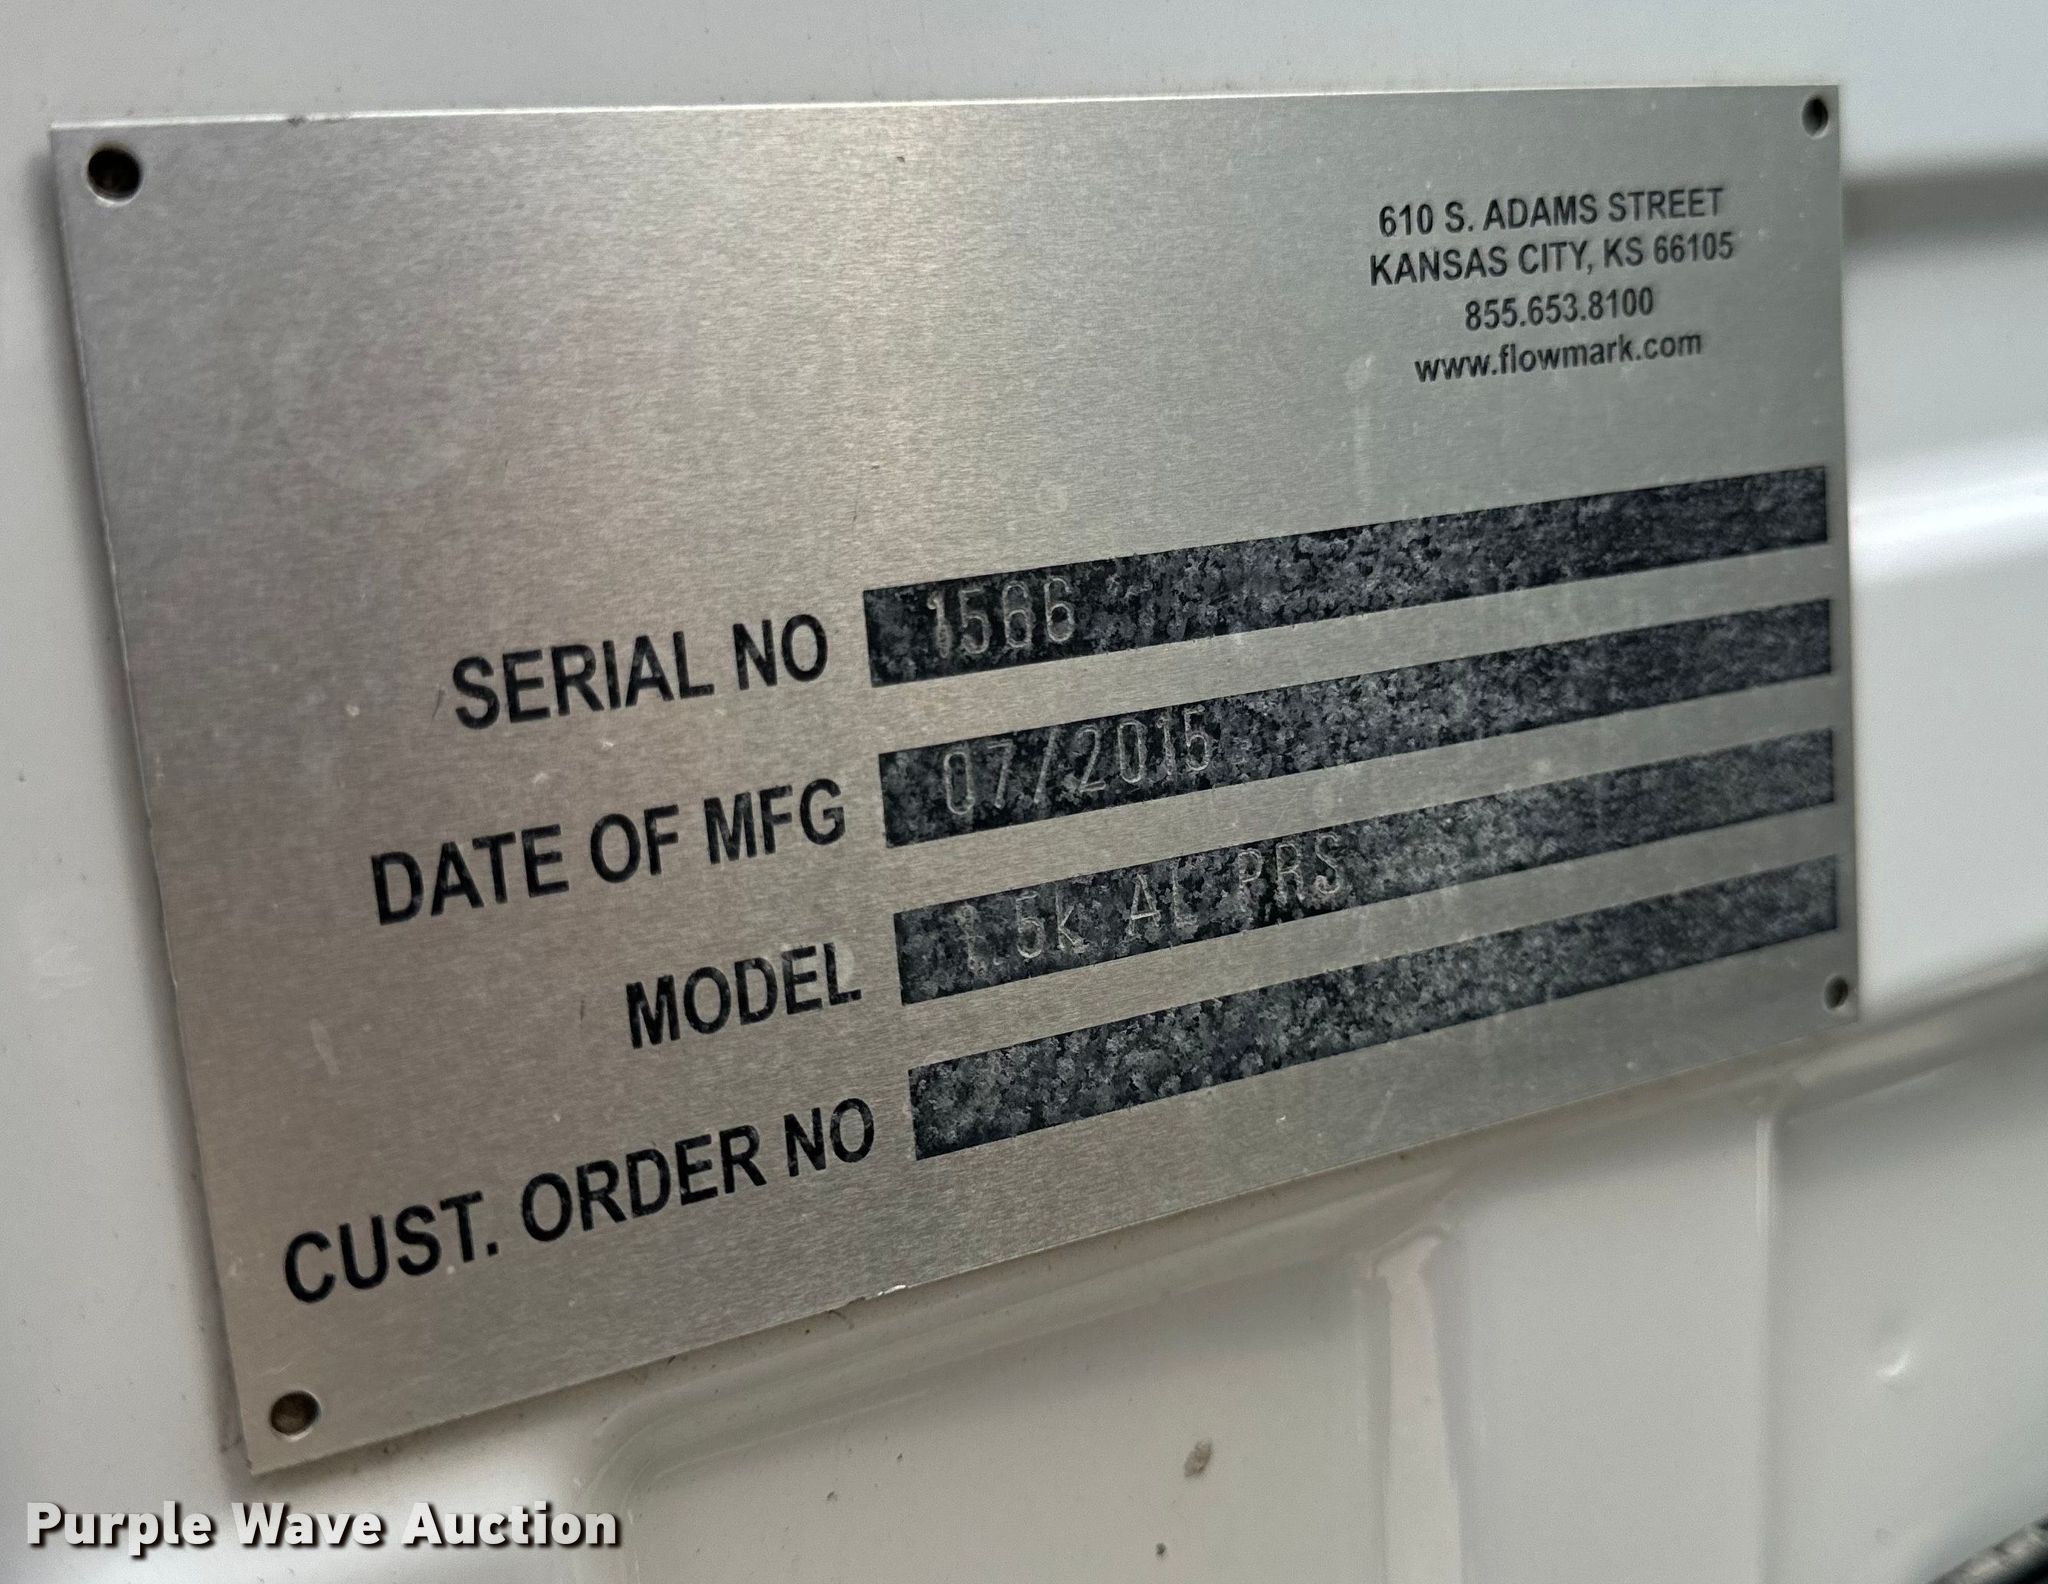 610 S. ADAMS STREET
KANSAS CITY, KS 66105
855.653.8100
www.flowmark.com
SERIAL NO 1566
DATE OF MFG 07/2015
MODEL 1.5k AL PRS
CUST. ORDER NO
Purple Wave Auction